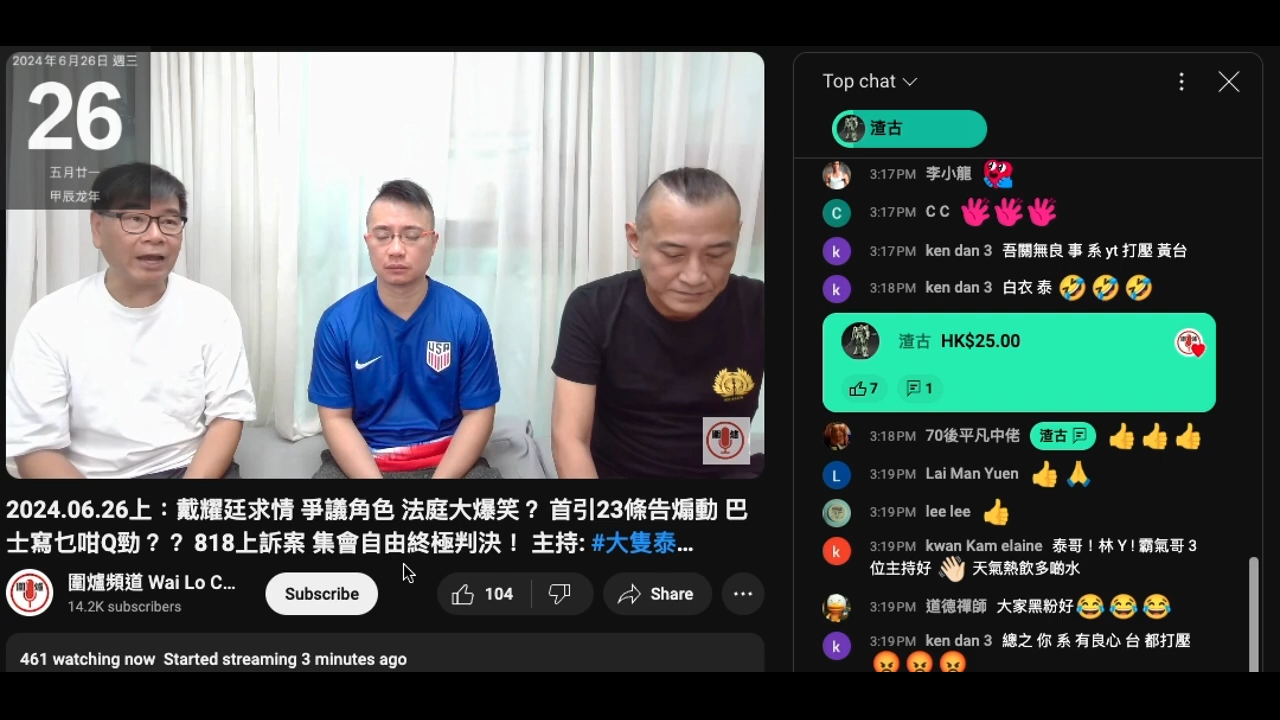 2024年6月26日 週三
26
五月廿一
甲辰龙年
USA
圍爐
2024.06.26上：戴耀廷求情 爭議角色 法庭大爆笑？ 首引23條告煽動 巴
士寫乜咁Q勁？？ 818上訴案 集會自由終極判決！ 主持: #大隻泰...
圍爐頻道 Wai Lo C...
14.2K subscribers
Subscribe
104
Share
461 watching now Started streaming 3 minutes ago
Top chat
渣古
3:17PM 李小龍
C
3:17PM C C
k
3:17PM ken dan 3 吾關無良 事 系 yt 打壓 黃台
k
3:18PM ken dan 3 白衣 泰 🤣🤣🤣
渣古 HK$25.00
7
1
3:18PM 70後平凡中佬 渣古 👍👍👍
L
3:19PM Lai Man Yuen 👍🙏
3:19PM lee lee 👍
k
3:19PM kwan Kam elaine 泰哥！林 Y ! 霸氣哥 3
位主持好 👋🏻 天氣熱飲多啲水
3:19PM 道德禪師 大家黑粉好😂😂😂
k
3:19PM ken dan 3 總之 你 系 有良心 台 都打壓
😡😡😡